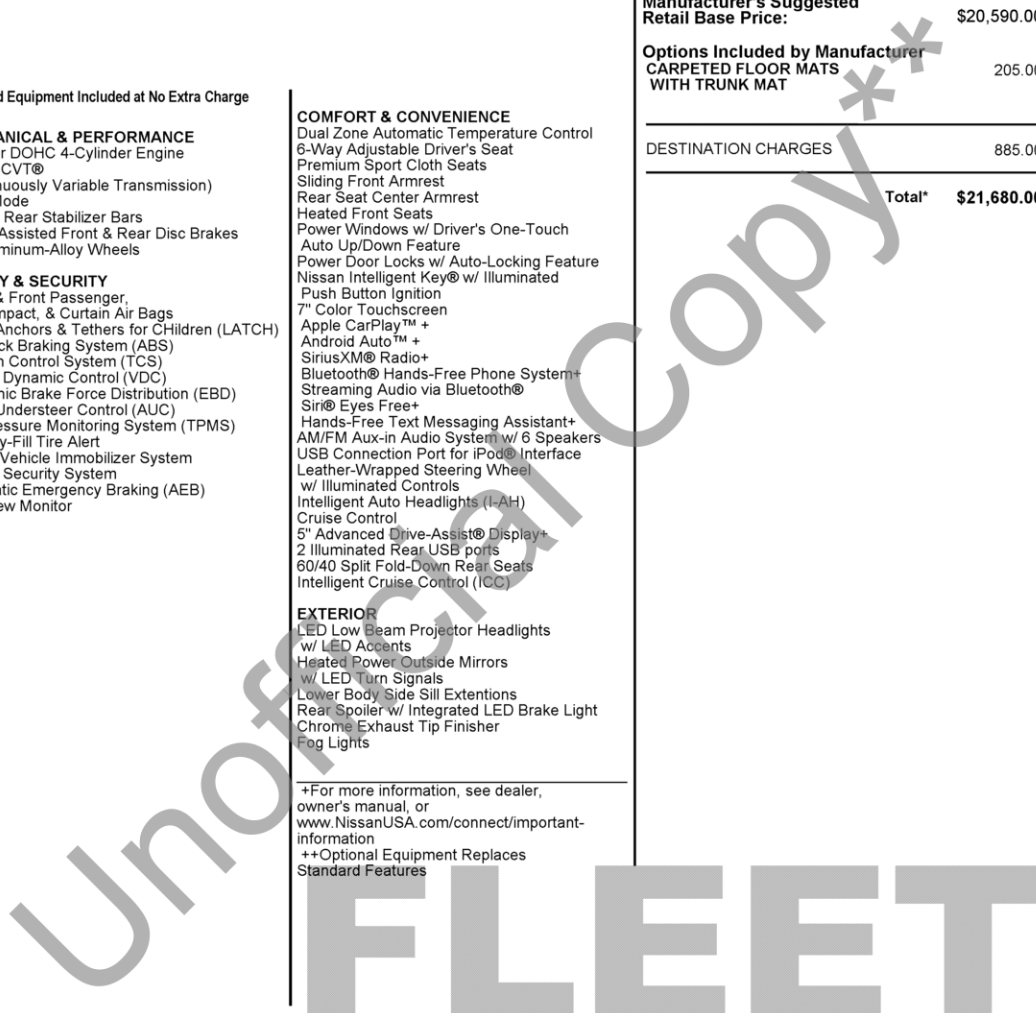 d Equipment Included at No Extra Charge
ANICAL & PERFORMANCE
r DOHC 4-Cylinder Engine
CVT®
nuously Variable Transmission)
Mode
Rear Stabilizer Bars
Assisted Front & Rear Disc Brakes
minum-Alloy Wheels
Y & SECURITY
& Front Passenger,
mpact, & Curtain Air Bags
Anchors & Tethers for CHildren (LATCH)
ck Braking System (ABS)
n Control System (TCS)
Dynamic Control (VDC)
nic Brake Force Distribution (EBD)
Understeer Control (AUC)
essure Monitoring System (TPMS)
y-Fill Tire Alert
Vehicle Immobilizer System
Security System
tic Emergency Braking (AEB)
ew Monitor
COMFORT & CONVENIENCE
Dual Zone Automatic Temperature Control
6-Way Adjustable Driver's Seat
Premium Sport Cloth Seats
Sliding Front Armrest
Rear Seat Center Armrest
Heated Front Seats
Power Windows w/ Driver's One-Touch
Auto Up/Down Feature
Power Door Locks w/ Auto-Locking Feature
Nissan Intelligent Key® w/ Illuminated
Push Button Ignition
7" Color Touchscreen
Apple CarPlay™ +
Android Auto™ +
SiriusXM® Radio+
Bluetooth® Hands-Free Phone System+
Streaming Audio via Bluetooth®
Siri® Eyes Free+
Hands-Free Text Messaging Assistant+
AM/FM Aux-in Audio System w/ 6 Speakers
USB Connection Port for iPod® Interface
Leather-Wrapped Steering Wheel
w/ Illuminated Controls
Intelligent Auto Headlights (I-AH)
Cruise Control
5" Advanced Drive-Assist® Display+
2 Illuminated Rear USB ports
60/40 Split Fold-Down Rear Seats
Intelligent Cruise Control (ICC)
EXTERIOR
LED Low Beam Projector Headlights
w/ LED Accents
Heated Power Outside Mirrors
w/ LED Turn Signals
Lower Body Side Sill Extentions
Rear Spoiler w/ Integrated LED Brake Light
Chrome Exhaust Tip Finisher
Fog Lights
+For more information, see dealer,
owner's manual, or
www.NissanUSA.com/connect/important-
information
++Optional Equipment Replaces
Standard Features
Manufacturer's Suggested
Retail Base Price: $20,590.00
Options Included by Manufacturer
CARPETED FLOOR MATS 205.00
WITH TRUNK MAT
DESTINATION CHARGES 885.00
Total* $21,680.00
Unofficial Copy**
FLEET